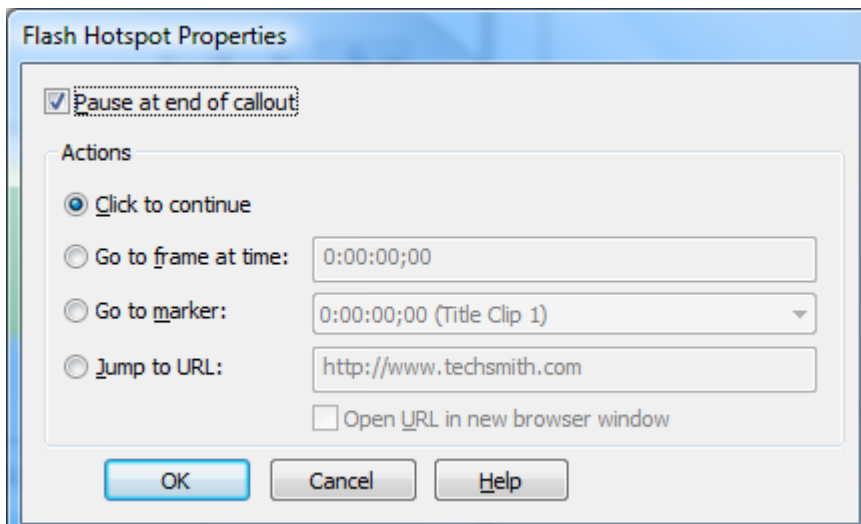 Flash Hotspot Properties
Pause at end of callout
Actions
Click to continue
Go to frame at time: 0:00:00;00
Go to marker: 0:00:00;00 (Title Clip 1)
Jump to URL: http://www.techsmith.com
Open URL in new browser window
OK Cancel Help